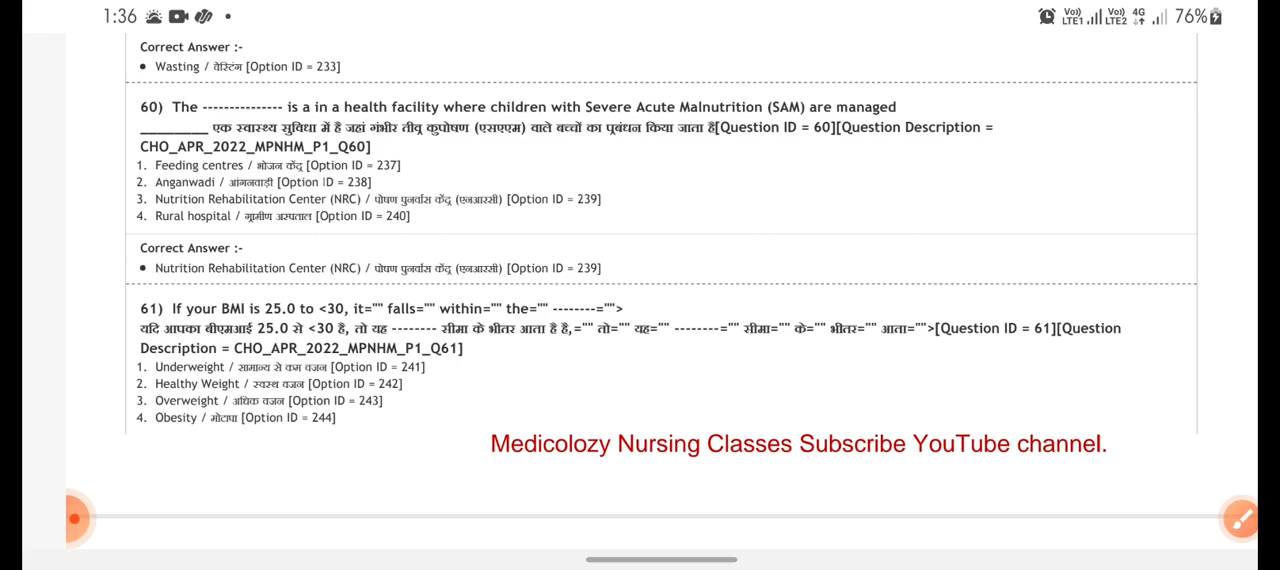 1:36
Vo)) LTE1 Vo)) LTE2 4G 76%
Correct Answer :-
• Wasting / वेस्टिंग [Option ID = 233]
60) The --------------- is a in a health facility where children with Severe Acute Malnutrition (SAM) are managed
________ एक स्वास्थ्य सुविधा में है जहां गंभीर तीव्र कुपोषण (एसएएम) वाले बच्चों का प्रबंधन किया जाता है[Question ID = 60][Question Description =
CHO_APR_2022_MPNHM_P1_Q60]
1. Feeding centres / भोजन केंद्र [Option ID = 237]
2. Anganwadi / आंगनवाड़ी [Option ID = 238]
3. Nutrition Rehabilitation Center (NRC) / पोषण पुनर्वास केंद्र (एनआरसी) [Option ID = 239]
4. Rural hospital / ग्रामीण अस्पताल [Option ID = 240]
Correct Answer :-
• Nutrition Rehabilitation Center (NRC) / पोषण पुनर्वास केंद्र (एनआरसी) [Option ID = 239]
61) If your BMI is 25.0 to <30, it="" falls="" within="" the="" --------="">
यदि आपका बीएमआई 25.0 से <30 है, तो यह -------- सीमा के भीतर आता है है,="" तो="" यह="" --------="" सीमा="" के="" भीतर="" आता="">[Question ID = 61][Question
Description = CHO_APR_2022_MPNHM_P1_Q61]
1. Underweight / सामान्य से कम वजन [Option ID = 241]
2. Healthy Weight / स्वस्थ वजन [Option ID = 242]
3. Overweight / अधिक वजन [Option ID = 243]
4. Obesity / मोटापा [Option ID = 244]
Medicolozy Nursing Classes Subscribe YouTube channel.